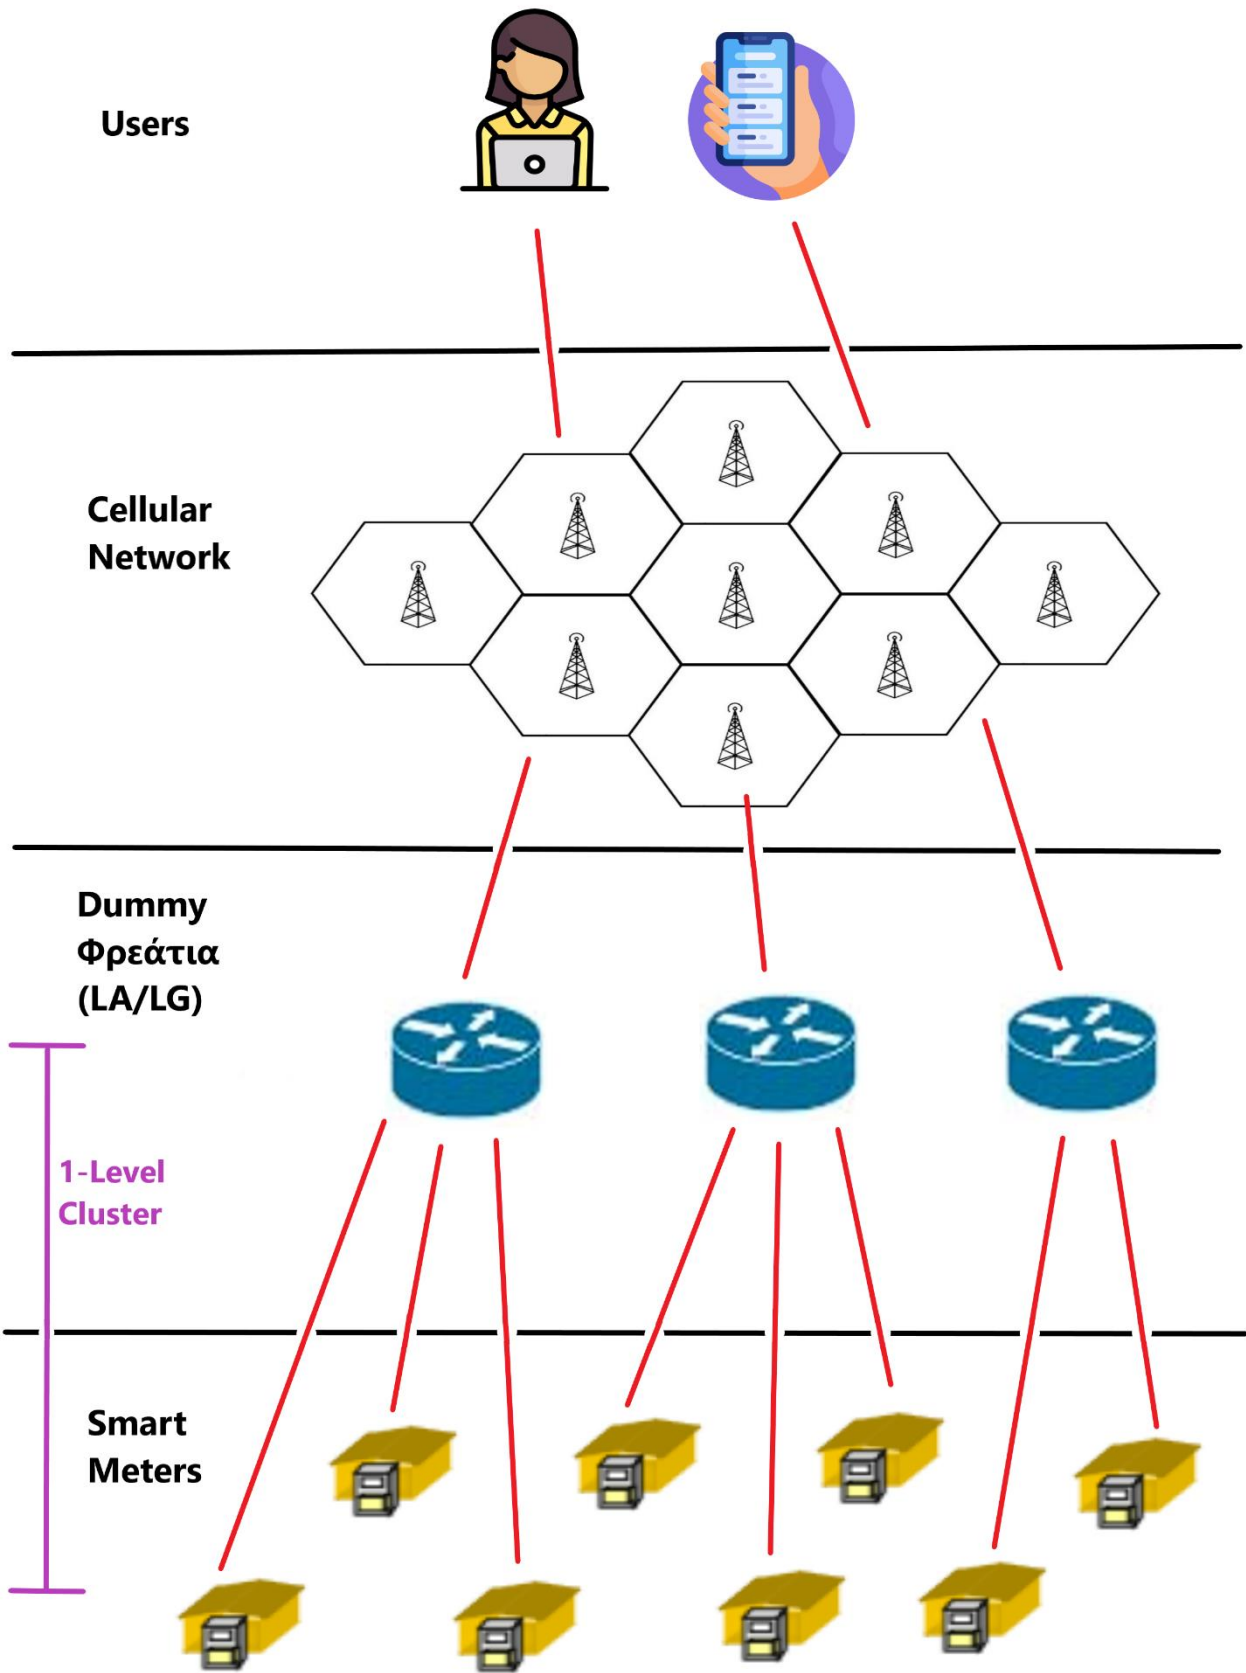 Users
Cellular
Network
Dummy
Φρεάτια
(LA/LG)
1-Level
Cluster
Smart
Meters